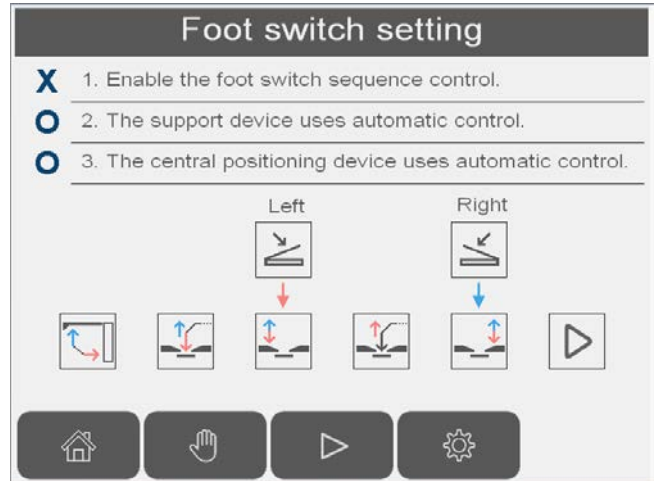 Foot switch setting
X 1. Enable the foot switch sequence control.
O 2. The support device uses automatic control.
O 3. The central positioning device uses automatic control.
Left Right